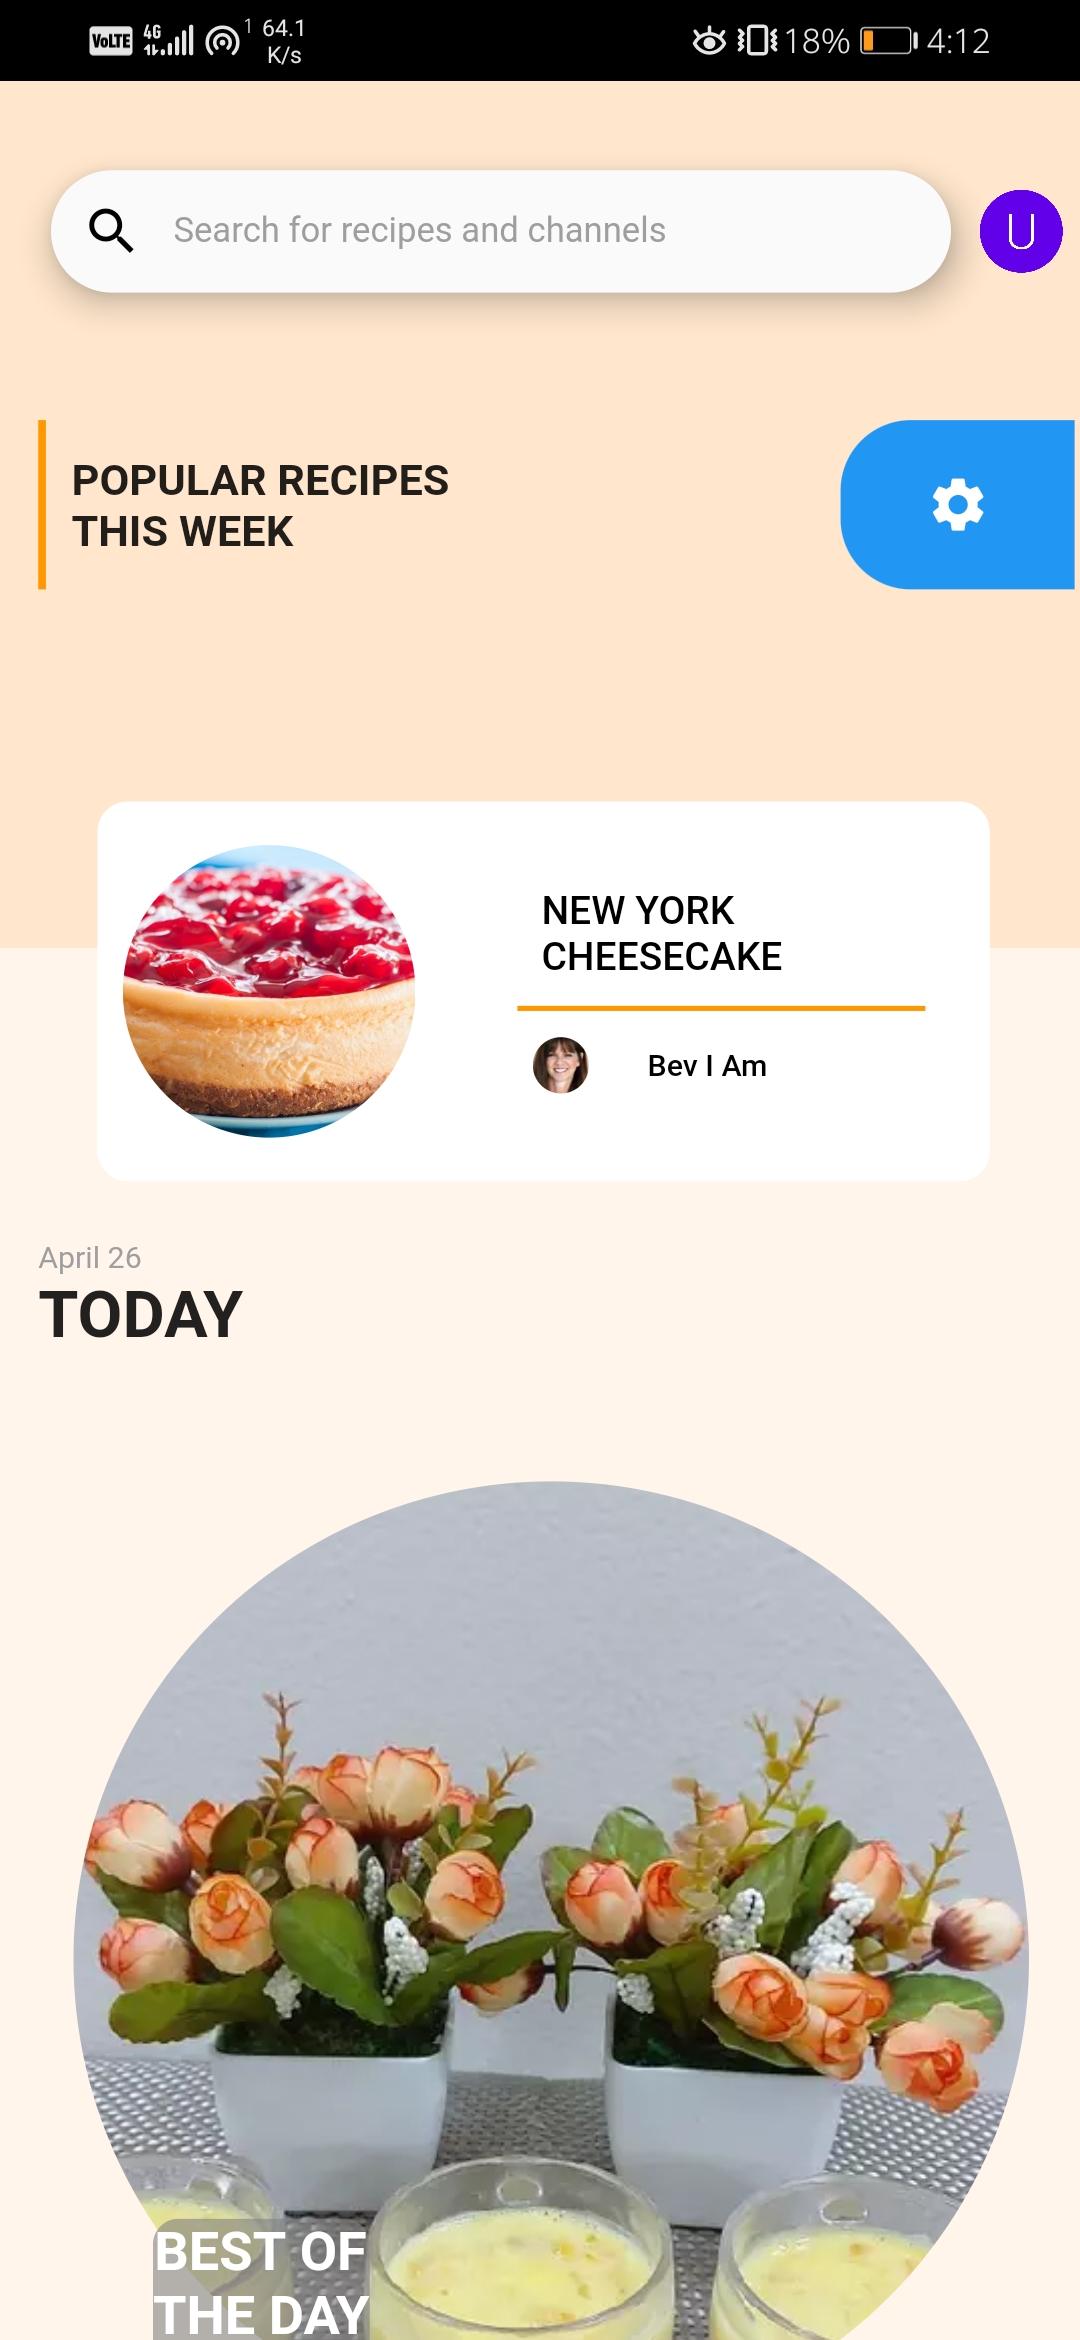 VoLTE 4G 1 64.1 K/s 18% 4:12
Search for recipes and channels U
POPULAR RECIPES
THIS WEEK
NEW YORK
CHEESECAKE
Bev I Am
April 26
TODAY
BEST OF
THE DAY